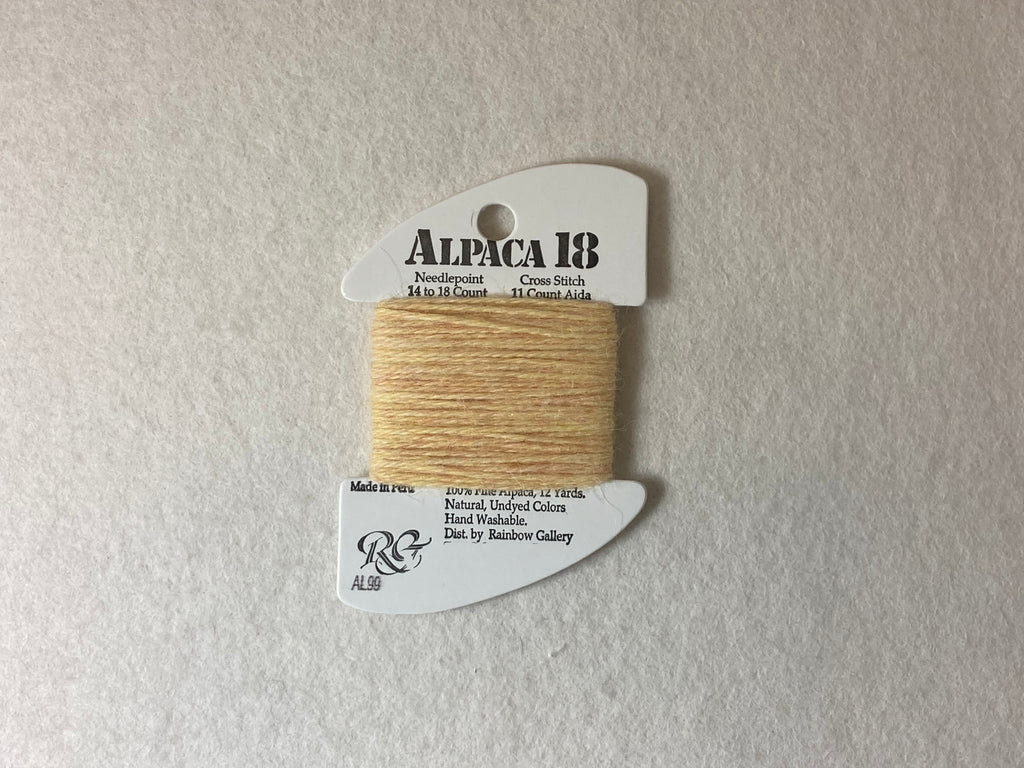 ALPACA 18
Needlepoint Cross Stitch
14 to 18 Count 11 Count Aida
Made in Peru 100% Fine Alpaca, 12 Yards.
Natural, Undyed Colors
Hand Washable.
Dist. by Rainbow Gallery
RG
AL99